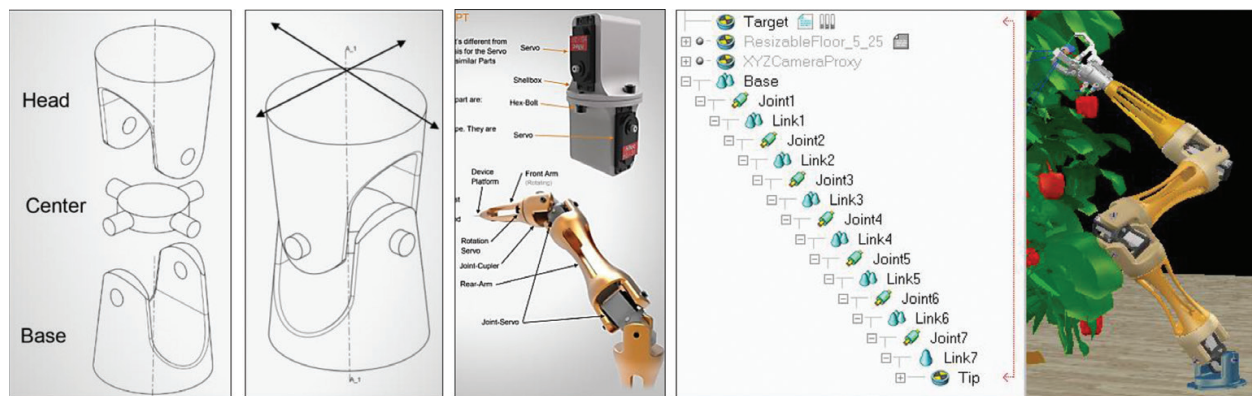 Head
Center
Base
A_1
A_1
PT
t's different from
is for the Servo
similar Parts
Servo
Shellbox
part are:
Hex-Bolt
pe. They are
Servo
Device
Platform
Front Arm
(Rotating)
Rotation
Servo
Joint-Cupler
Rear-Arm
Joint-Servo
Target
ResizableFloor_5_25
XYZCameraProxy
Base
Joint1
Link1
Joint2
Link2
Joint3
Link3
Joint4
Link4
Joint5
Link5
Joint6
Link6
Joint7
Link7
Tip